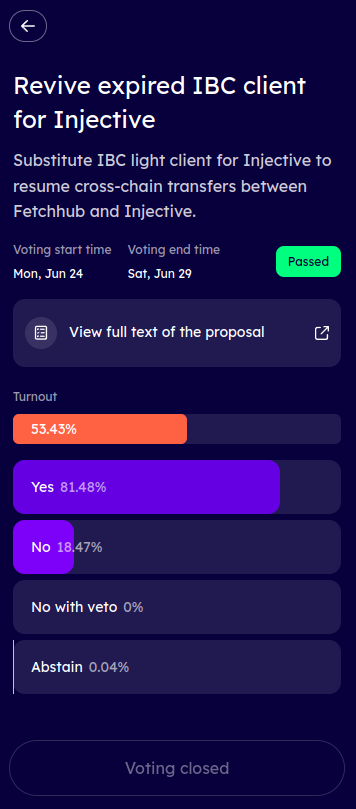 Revive expired IBC client
for Injective
Substitute IBC light client for Injective to
resume cross-chain transfers between
Fetchhub and Injective.
Voting start time Voting end time
Mon, Jun 24 Sat, Jun 29
Passed
View full text of the proposal
Turnout
53.43%
Yes 81.48%
No 18.47%
No with veto 0%
Abstain 0.04%
Voting closed